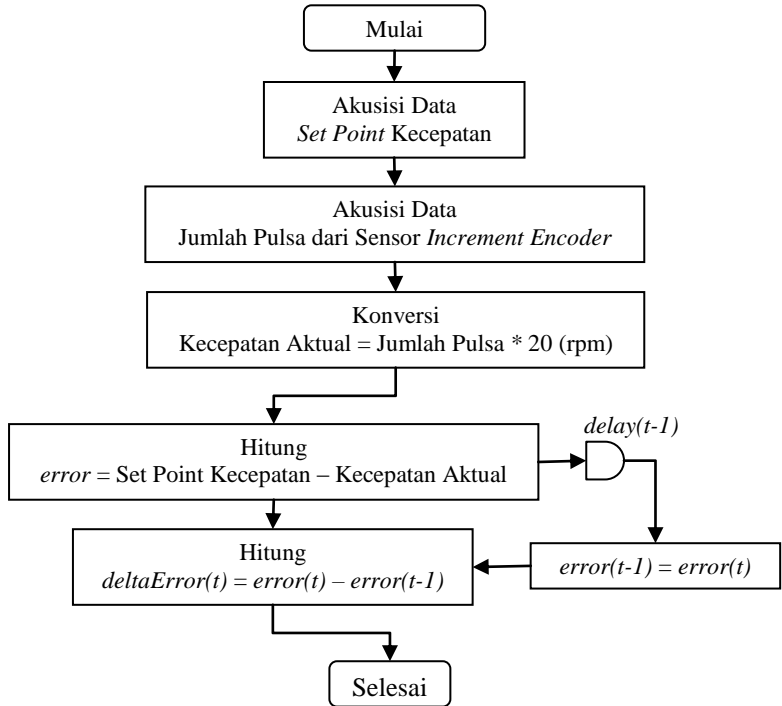 Mulai
Akusisi Data
Set Point Kecepatan
Akusisi Data
Jumlah Pulsa dari Sensor Increment Encoder
Konversi
Kecepatan Aktual = Jumlah Pulsa * 20 (rpm)
Hitung
error = Set Point Kecepatan – Kecepatan Aktual
delay(t-1)
error(t-1) = error(t)
Hitung
deltaError(t) = error(t) – error(t-1)
Selesai